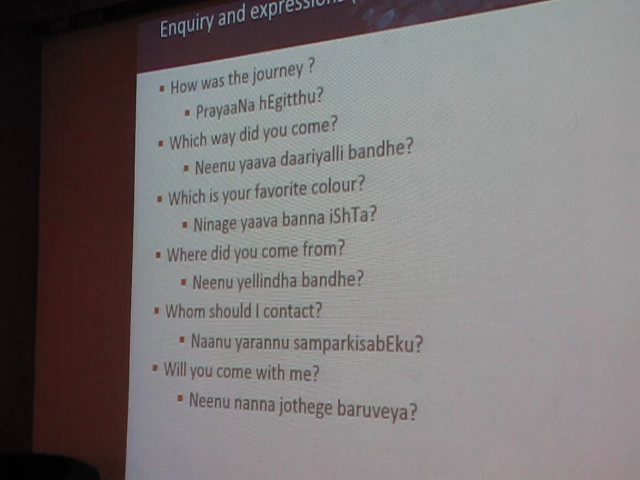 Enquiry and expressions (
How was the journey ?
PrayaaNa hEgitthu?
Which way did you come?
Neenu yaava daariyalli bandhe?
Which is your favorite colour?
Ninage yaava banna iShTa?
Where did you come from?
Neenu yellindha bandhe?
Whom should I contact?
Naanu yarannu samparkisabEku?
Will you come with me?
Neenu nanna jothege baruveya?